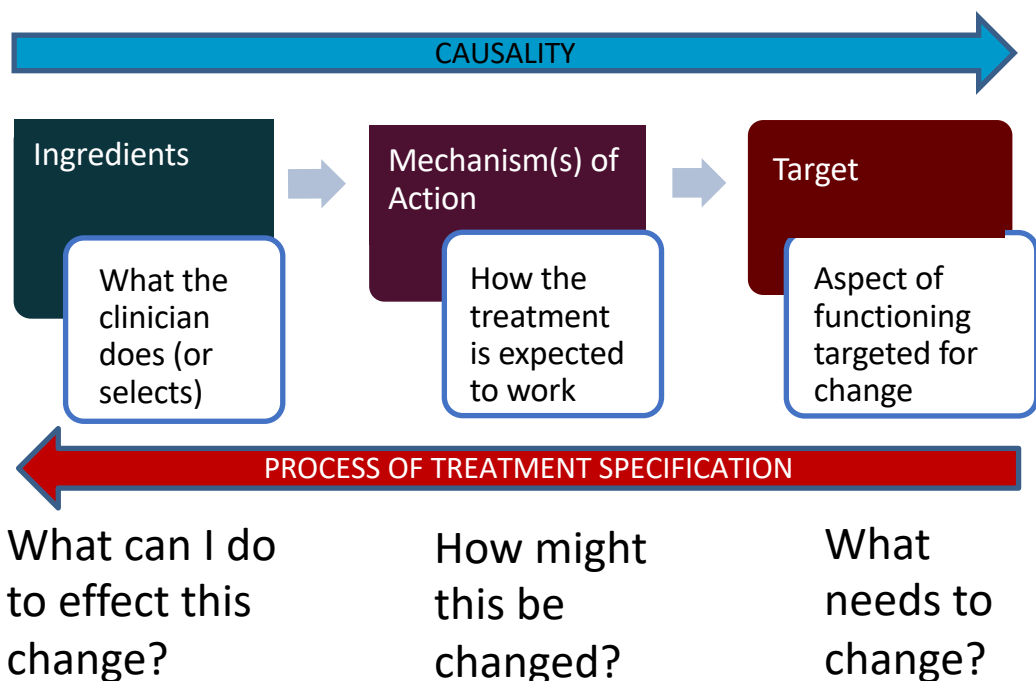 CAUSALITY
Ingredients
What the
clinician
does (or
selects)
Mechanism(s) of
Action
How the
treatment
is expected
to work
Target
Aspect of
functioning
targeted for
change
PROCESS OF TREATMENT SPECIFICATION
What can I do
to effect this
change?
How might
this be
changed?
What
needs to
change?